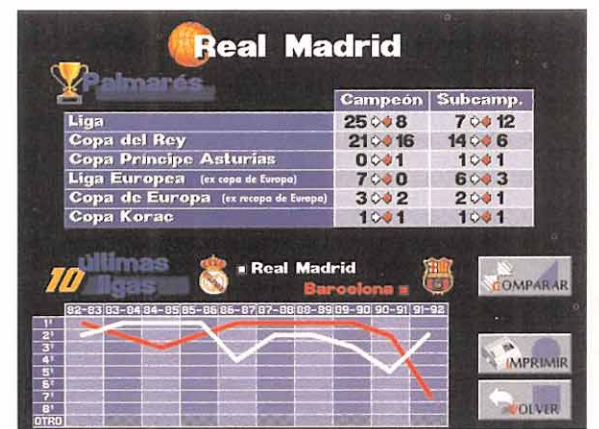 Real Madrid
Palmarés
Campeón Subcamp.
Liga 25 8 7 12
Copa del Rey 21 16 14 6
Copa Príncipe Asturias 0 1 1 1
Liga Europea (ex copa de Europa) 7 0 6 3
Copa de Europa (ex recopa de Europa) 3 2 2 1
Copa Korac 1 1 1 1
10 últimas ligas
Real Madrid
Barcelona
COMPARAR
82-83 83-84 84-85 85-86 86-87 87-88 88-89 89-90 90-91 91-92
1º
2º
3º
4º
5º
6º
7º
8º
OTRO
IMPRIMIR
VOLVER